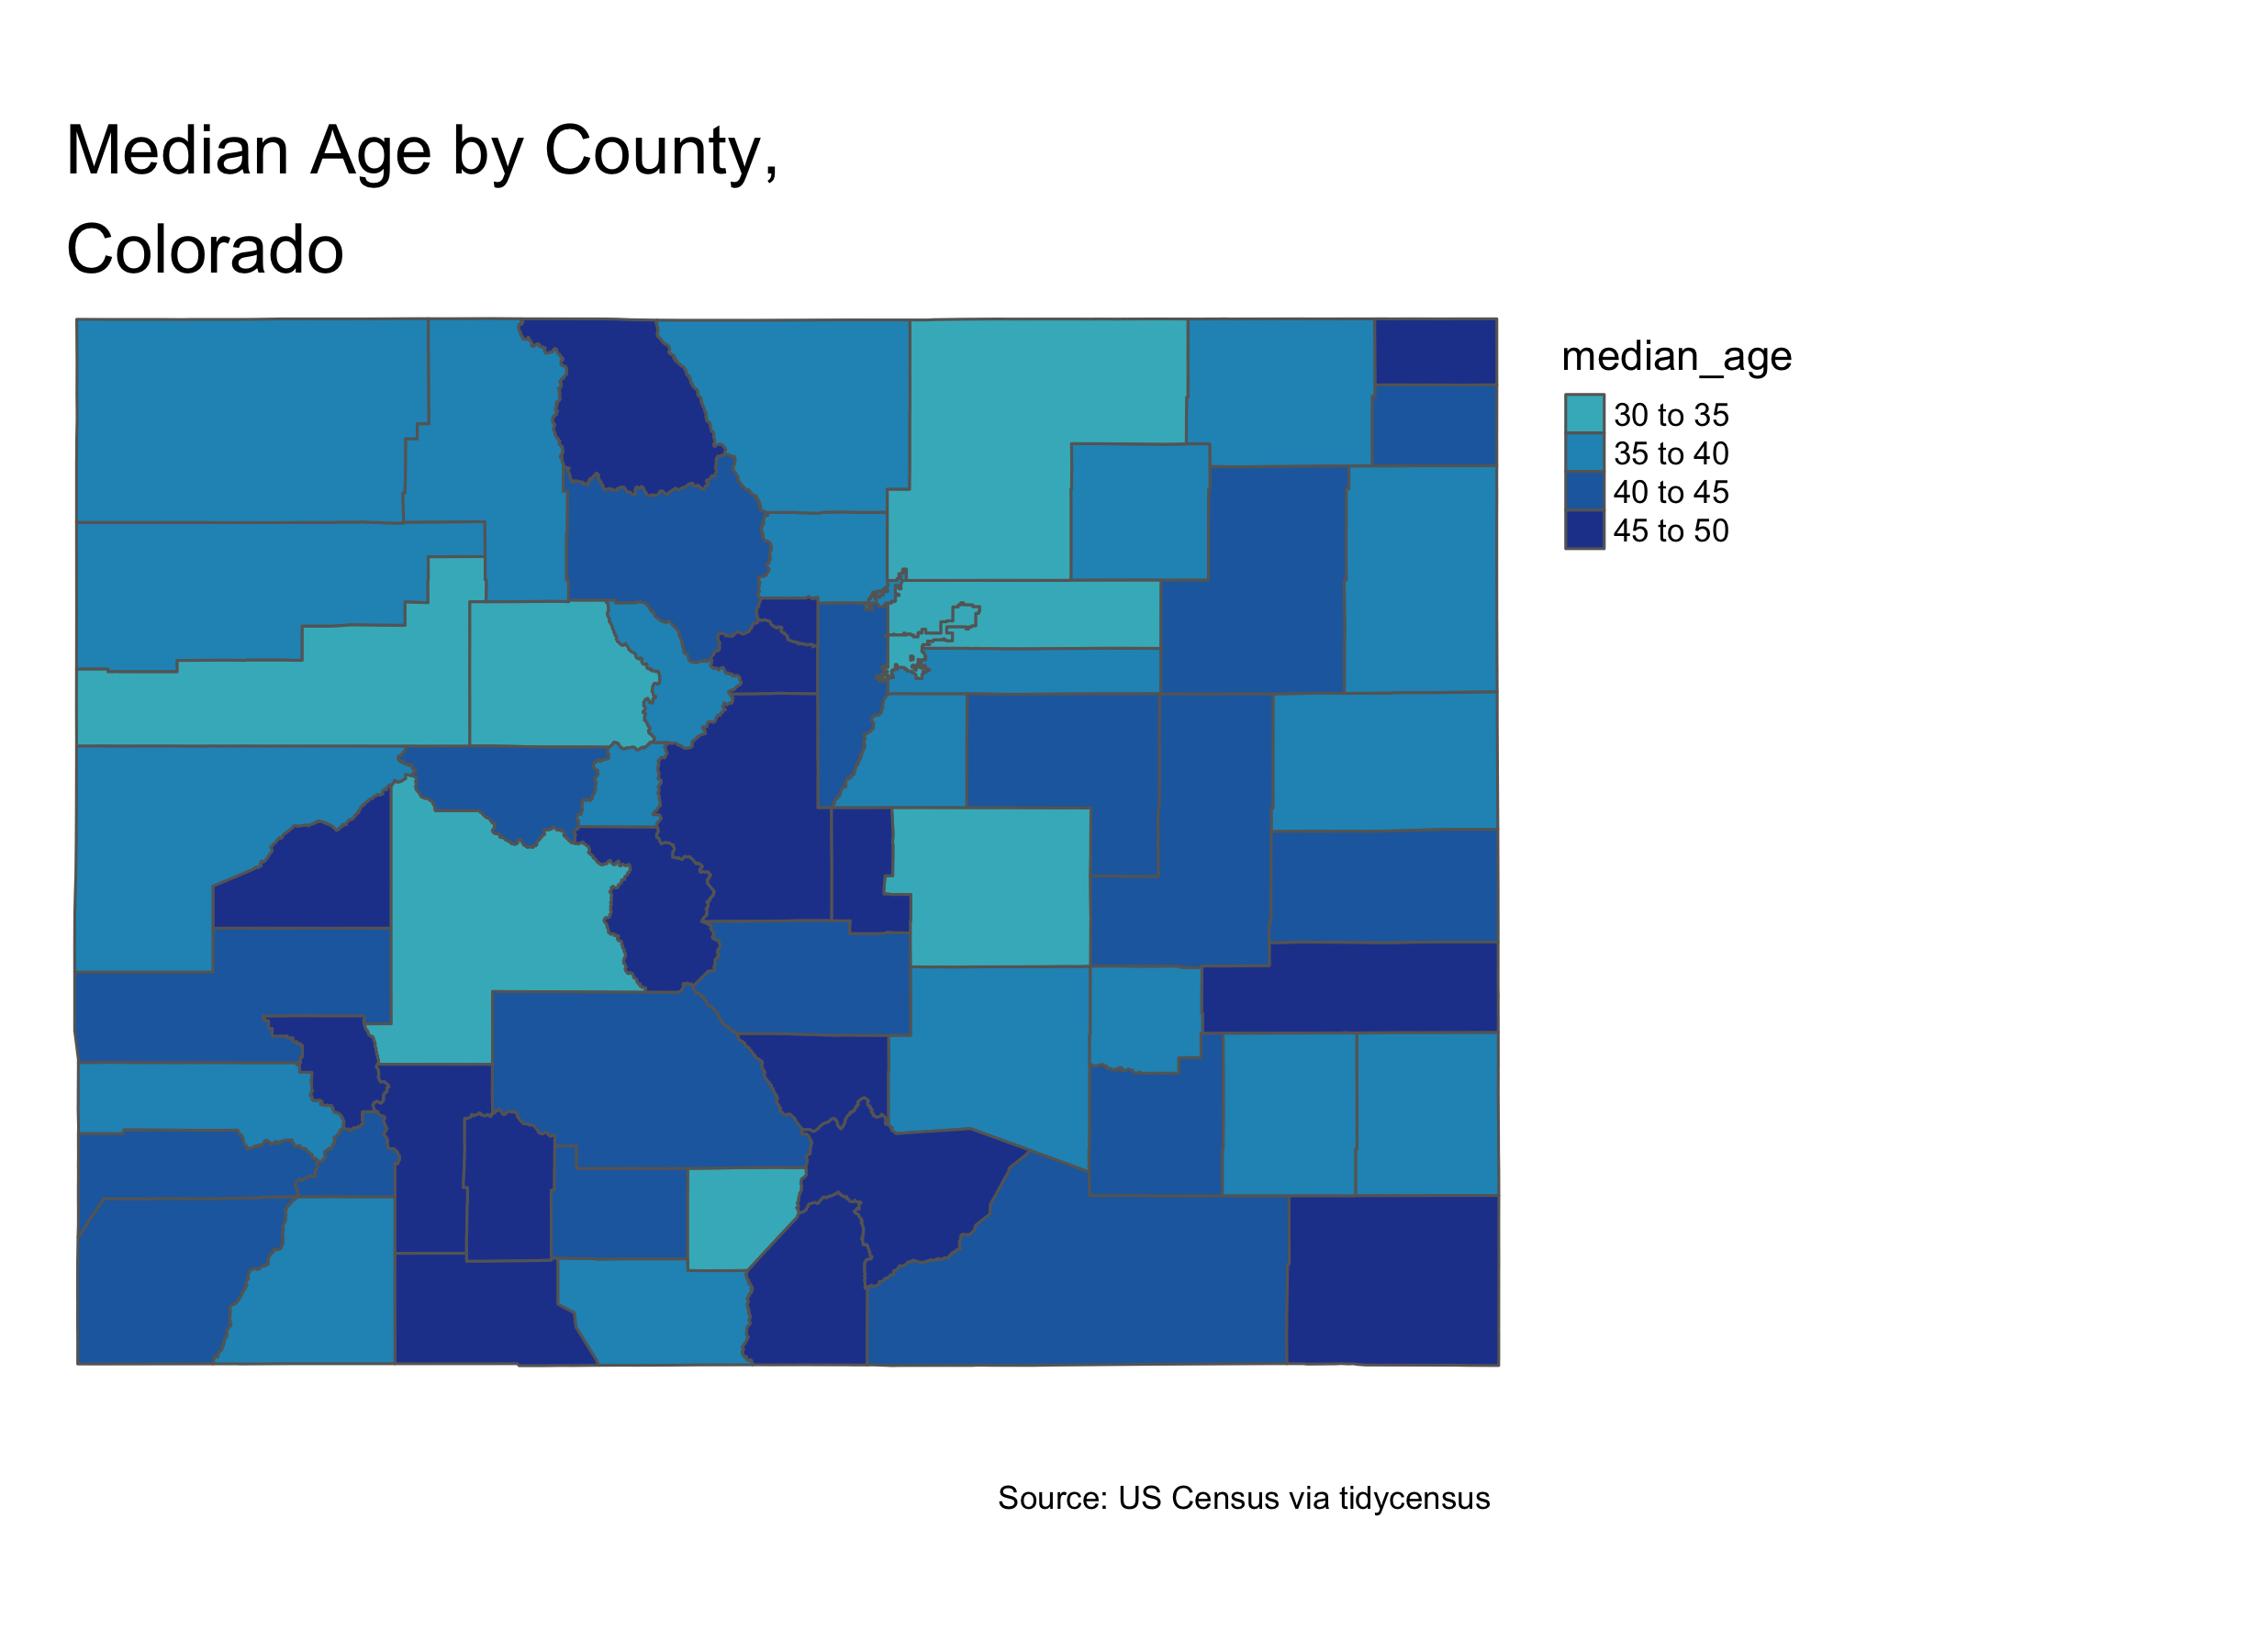 Median Age by County,
Colorado
median_age
30 to 35
35 to 40
40 to 45
45 to 50
Source: US Census via tidycensus